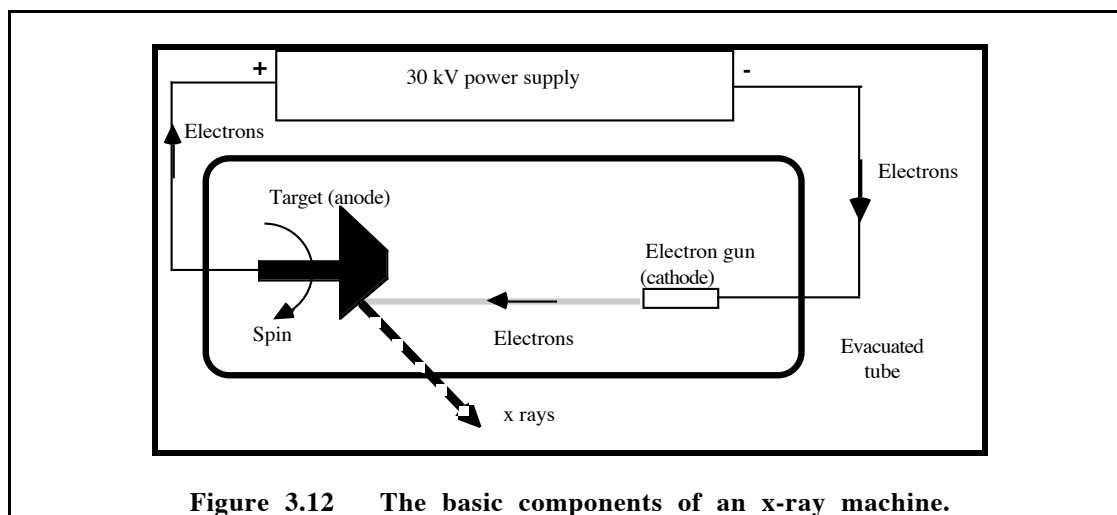 +
30 kV power supply
-
Electrons
Electrons
Target (anode)
Electron gun
(cathode)
Spin
Electrons
Evacuated
tube
x rays
Figure 3.12 The basic components of an x-ray machine.